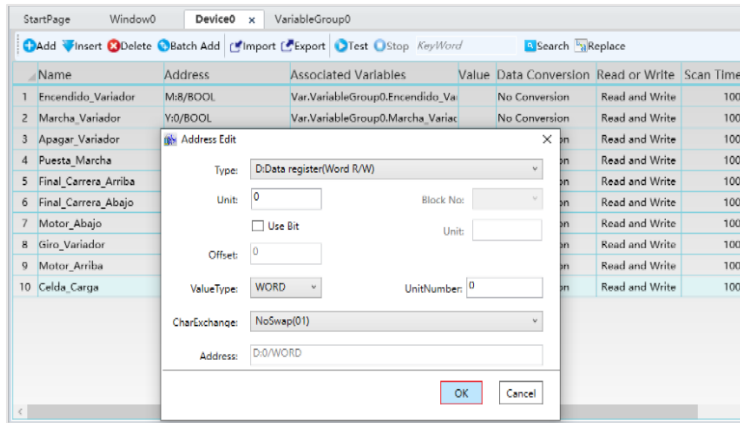 StartPage Window0 Device0 x VariableGroup0
Add Insert Delete Batch Add Import Export Test Stop KeyWord Search Replace
Name Address Associated Variables Value Data Conversion Read or Write Scan Time
1 Encendido_Variador M:8/BOOL Var.VariableGroup0.Encendido_Va No Conversion Read and Write 100
2 Marcha_Variador Y:0/BOOL Var.VariableGroup0.Marcha_Variac No Conversion Read and Write 100
3 Apagar_Variador Read and Write 100
4 Puesta_Marcha Read and Write 100
5 Final_Carrera_Arriba Read and Write 100
6 Final_Carrera_Abajo Read and Write 100
7 Motor_Abajo Read and Write 100
8 Giro_Variador Read and Write 100
9 Motor_Arriba Read and Write 100
10 Celda_Carga Read and Write 100
Address Edit
Type: D:Data register(Word R/W)
Unit: 0 Block No:
Use Bit Unit:
Offset: 0
ValueType: WORD UnitNumber: 0
CharExchange: NoSwap(01)
Address: D:0/WORD
OK Cancel